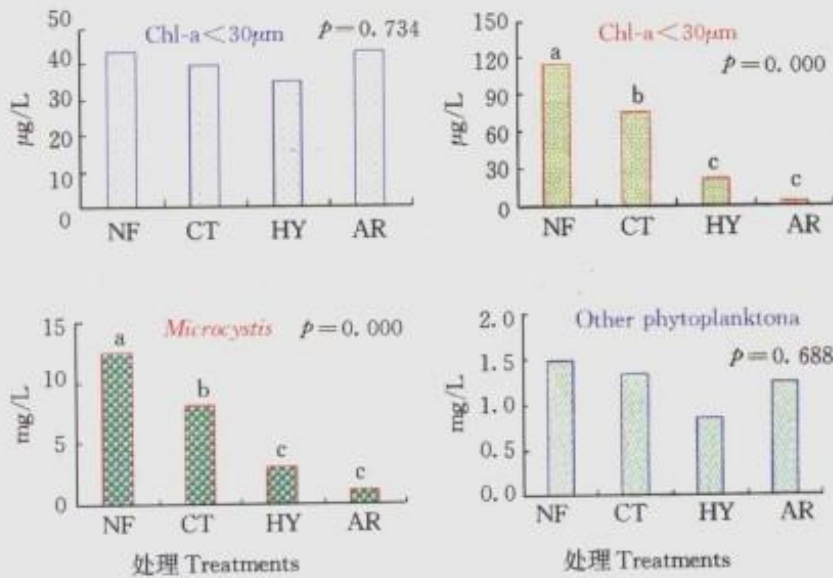 Chl-a<30μm p=0.734
50
40
30
20
10
0
μg/L
NF CT HY AR
Chl-a<30μm
p=0.000
150
120
90
60
30
0
μg/L
a
b
c
c
NF CT HY AR
Microcystis p=0.000
15
10
5
0
mg/L
a
b
c
c
NF CT HY AR
处理 Treatments
Other phytoplanktona
p=0.688
2.0
1.5
1.0
0.5
0.0
mg/L
NF CT HY AR
处理 Treatments